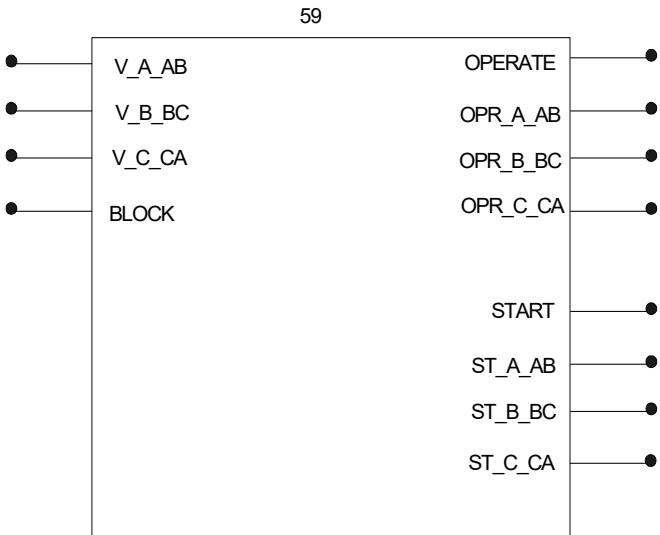 59
V_A_AB
V_B_BC
V_C_CA
BLOCK
OPERATE
OPR_A_AB
OPR_B_BC
OPR_C_CA
START
ST_A_AB
ST_B_BC
ST_C_CA